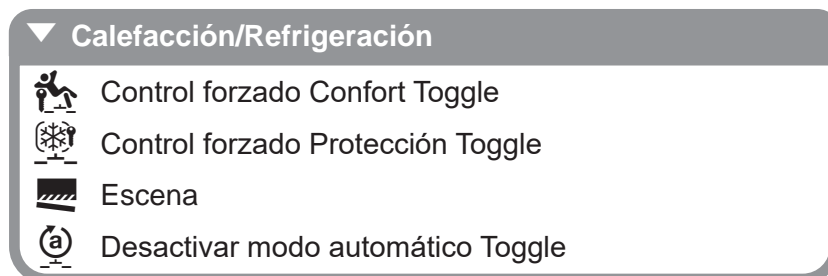 Calefacción/Refrigeración
Control forzado Confort Toggle
Control forzado Protección Toggle
Escena
a Desactivar modo automático Toggle